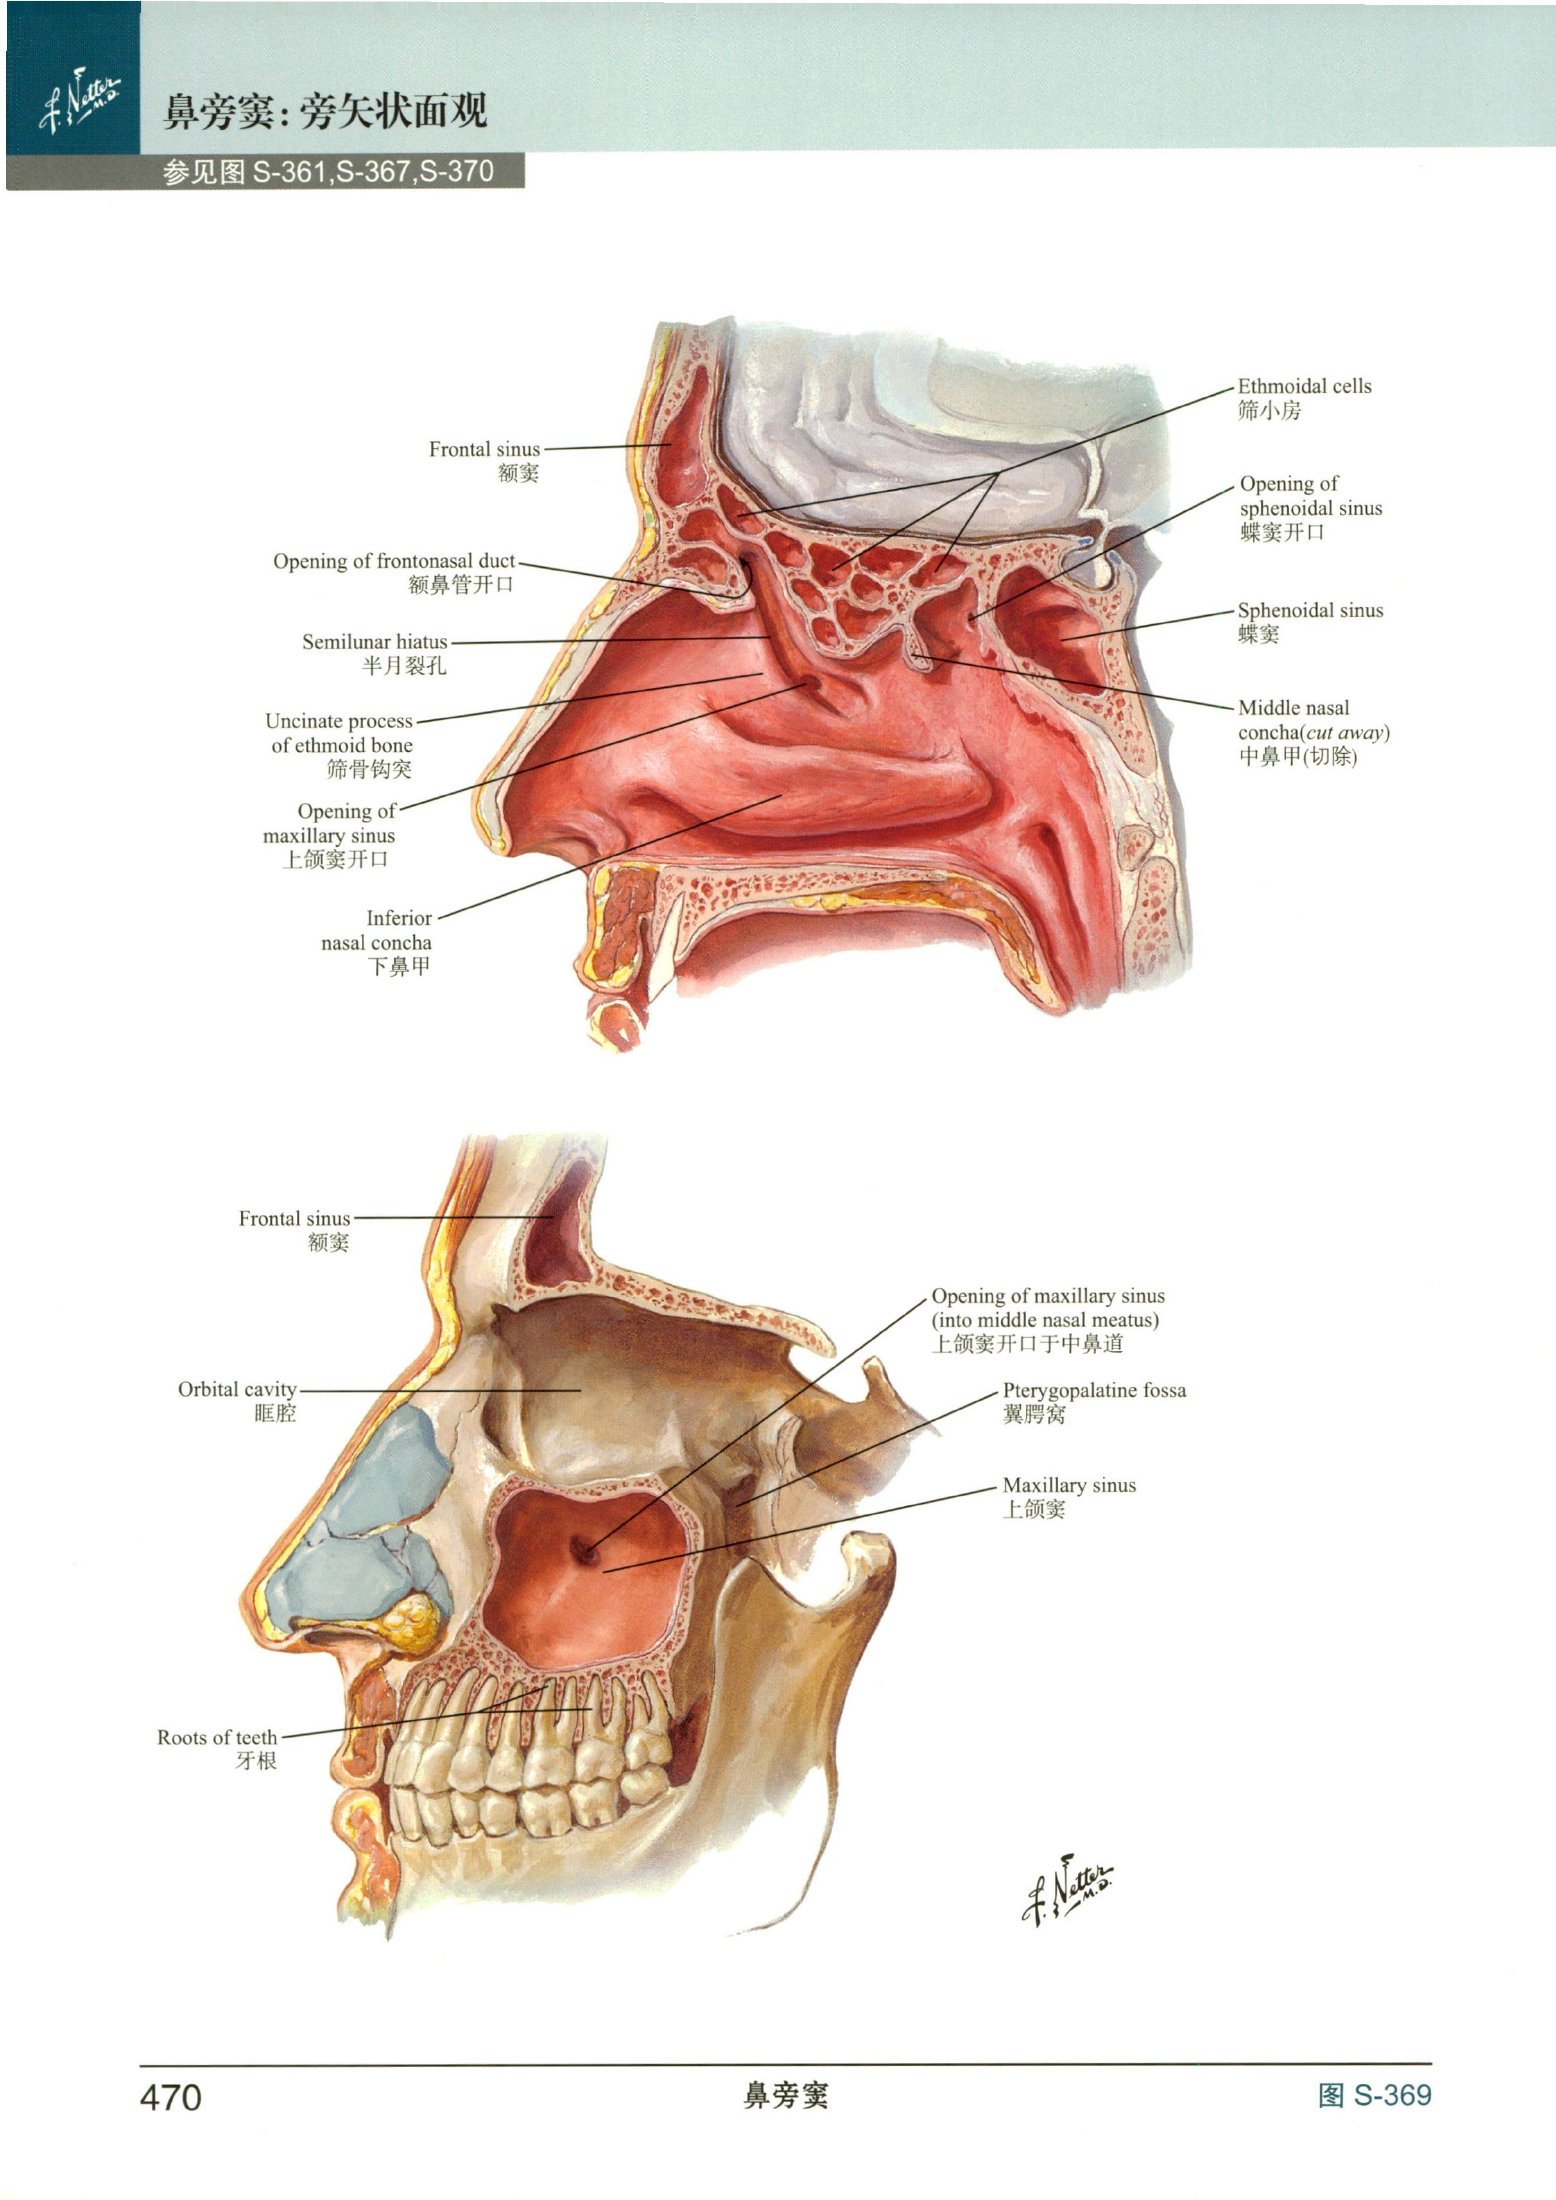 F. Netter M.D.
鼻旁窦：旁矢状面观
参见图 S-361,S-367,S-370
Ethmoidal cells
筛小房
Frontal sinus
额窦
Opening of
sphenoidal sinus
蝶窦开口
Opening of frontonasal duct
额鼻管开口
Sphenoidal sinus
蝶窦
Semilunar hiatus
半月裂孔
Middle nasal
concha(cut away)
中鼻甲(切除)
Uncinate process
of ethmoid bone
筛骨钩突
Opening of
maxillary sinus
上颌窦开口
Inferior
nasal concha
下鼻甲
Frontal sinus
额窦
Opening of maxillary sinus
(into middle nasal meatus)
上颌窦开口于中鼻道
Orbital cavity
眶腔
Pterygopalatine fossa
翼腭窝
Maxillary sinus
上颌窦
Roots of teeth
牙根
F. Netter M.D.
470
鼻旁窦
图 S-369